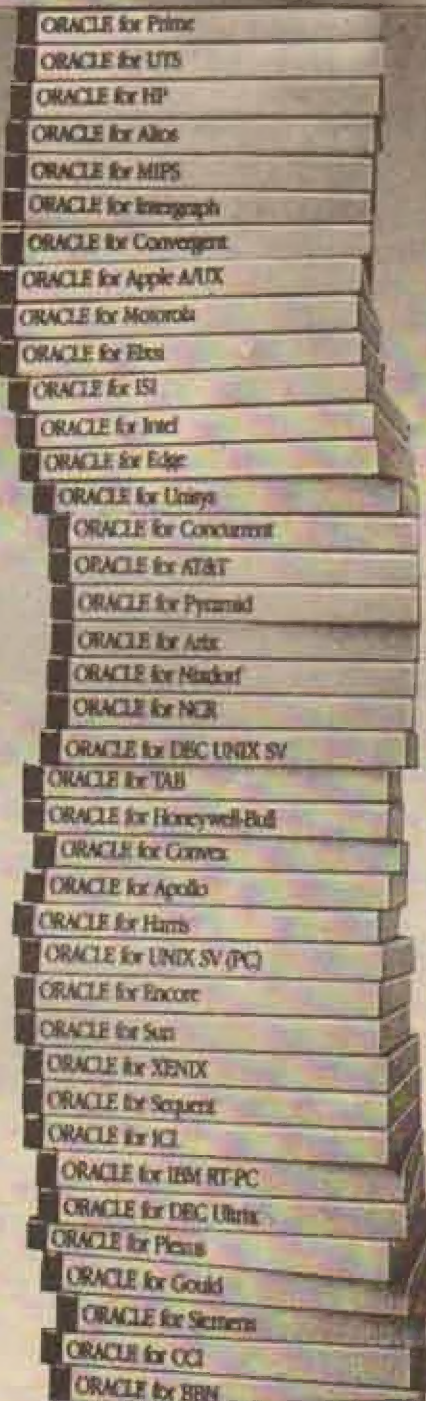 ORACLE for Prime
ORACLE for UTS
ORACLE for HP
ORACLE for Altos
ORACLE for MIPS
ORACLE for Intergraph
ORACLE for Convergent
ORACLE for Apple A/UX
ORACLE for Motorola
ORACLE for Elxsi
ORACLE for ISI
ORACLE for Intel
ORACLE for Edge
ORACLE for Unisys
ORACLE for Concurrent
ORACLE for AT&T
ORACLE for Pyramid
ORACLE for Arix
ORACLE for Nixdorf
ORACLE for NCR
ORACLE for DEC UNIX SV
ORACLE for TAB
ORACLE for Honeywell-Bull
ORACLE for Convex
ORACLE for Apollo
ORACLE for Harris
ORACLE for UNIX SV (PC)
ORACLE for Encore
ORACLE for Sun
ORACLE for XENIX
ORACLE for Sequent
ORACLE for ICL
ORACLE for IBM RT-PC
ORACLE for DEC Ultrix
ORACLE for Plexus
ORACLE for Gould
ORACLE for Siemens
ORACLE for CCI
ORACLE for BBN